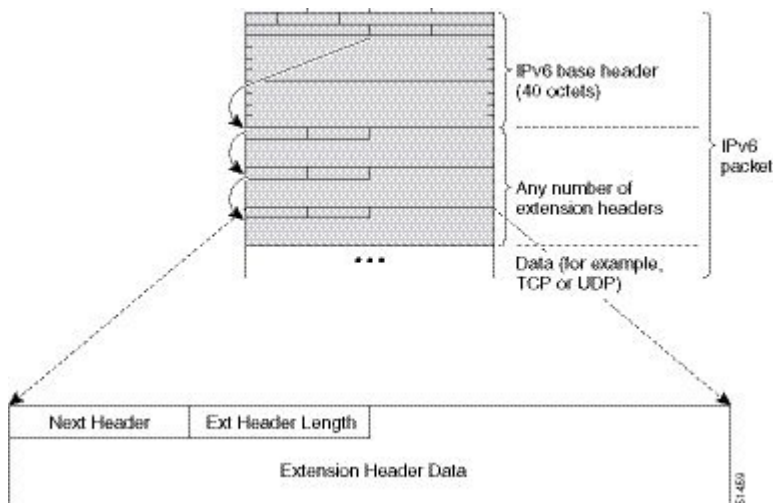 IPv6 base header
(40 octets)
IPv6
packet
Any number of
extension headers
Data (for example,
TCP or UDP)
...
Next Header
Ext Header Length
Extension Header Data
51459